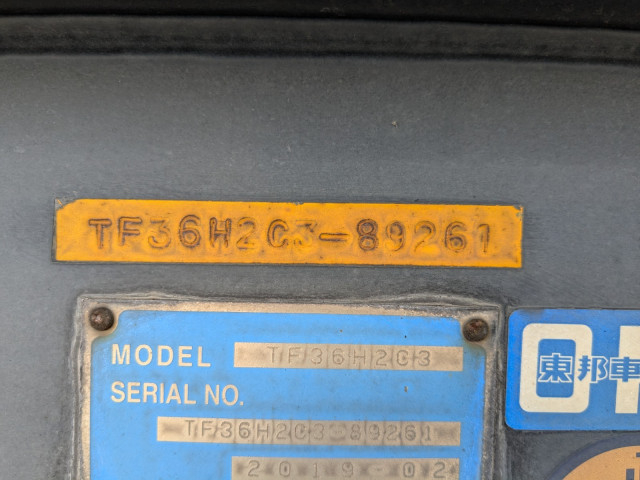 TF36H2C3-89261
MODEL TF36H2C3
SERIAL NO.
TF36H2C3-89261
2019-02
東邦車